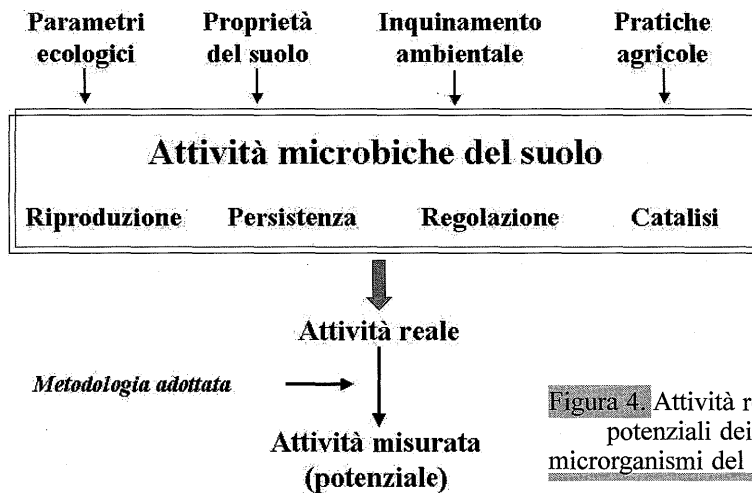 Parametri ecologici
Proprietà del suolo
Inquinamento ambientale
Pratiche agricole
Attività microbiche del suolo
Riproduzione Persistenza Regolazione Catalisi
Attività reale
Metodologia adottata
Attività misurata
(potenziale)
Figura 4. Attività r
potenziali dei
microrganismi del